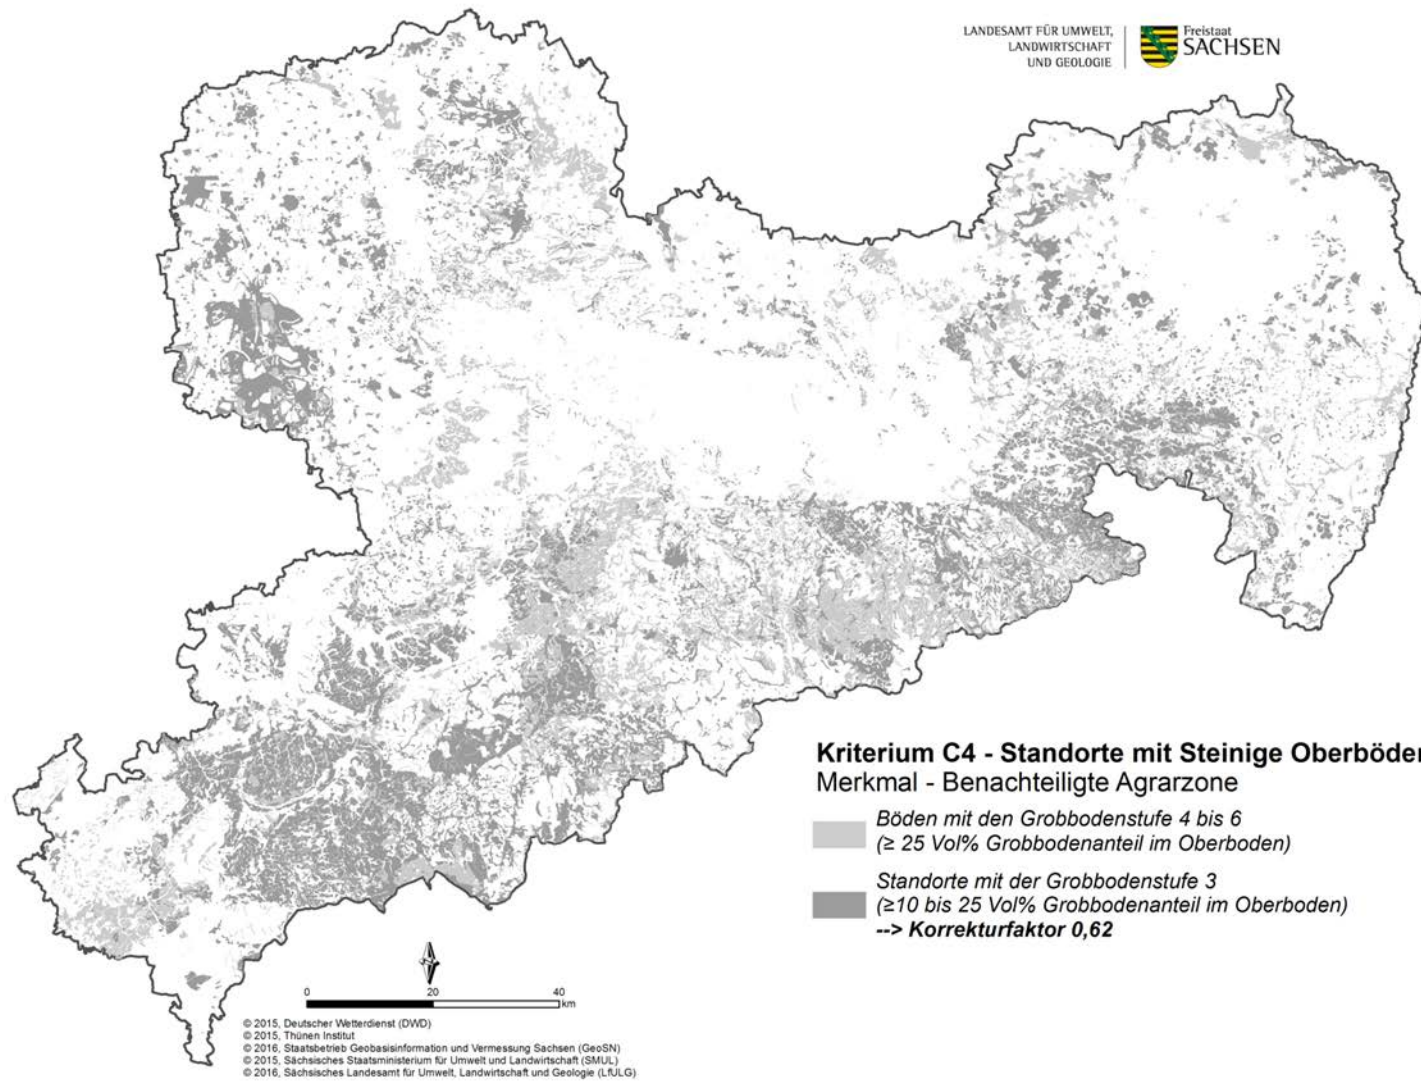 LANDESAMT FÜR UMWELT,
LANDWIRTSCHAFT
UND GEOLOGIE
Freistaat
SACHSEN
Kriterium C4 - Standorte mit Steinige Oberböden
Merkmal - Benachteiligte Agrarzone
Böden mit den Grobbodenstufe 4 bis 6
(≥ 25 Vol% Grobbodenanteil im Oberboden)
Standorte mit der Grobbodenstufe 3
(≥10 bis 25 Vol% Grobbodenanteil im Oberboden)
--> Korrekturfaktor 0,62
N
0 20 40
km
© 2015, Deutscher Wetterdienst (DWD)
© 2015, Thünen Institut
© 2016, Staatsbetrieb Geobasisinformation und Vermessung Sachsen (GeoSN)
© 2015, Sächsisches Staatsministerium für Umwelt und Landwirtschaft (SMUL)
© 2016, Sächsisches Landesamt für Umwelt, Landwirtschaft und Geologie (LfULG)